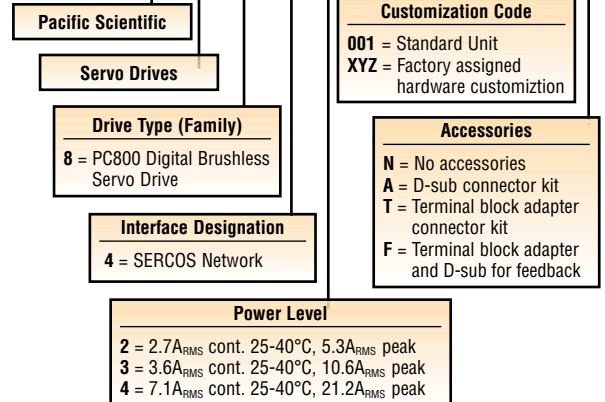 Pacific Scientific
Servo Drives
Drive Type (Family)
8 = PC800 Digital Brushless
Servo Drive
Interface Designation
4 = SERCOS Network
Power Level
2 = 2.7ARMS cont. 25-40°C, 5.3ARMS peak
3 = 3.6ARMS cont. 25-40°C, 10.6ARMS peak
4 = 7.1ARMS cont. 25-40°C, 21.2ARMS peak
Customization Code
001 = Standard Unit
XYZ = Factory assigned
hardware customiztion
Accessories
N = No accessories
A = D-sub connector kit
T = Terminal block adapter
connector kit
F = Terminal block adapter
and D-sub for feedback